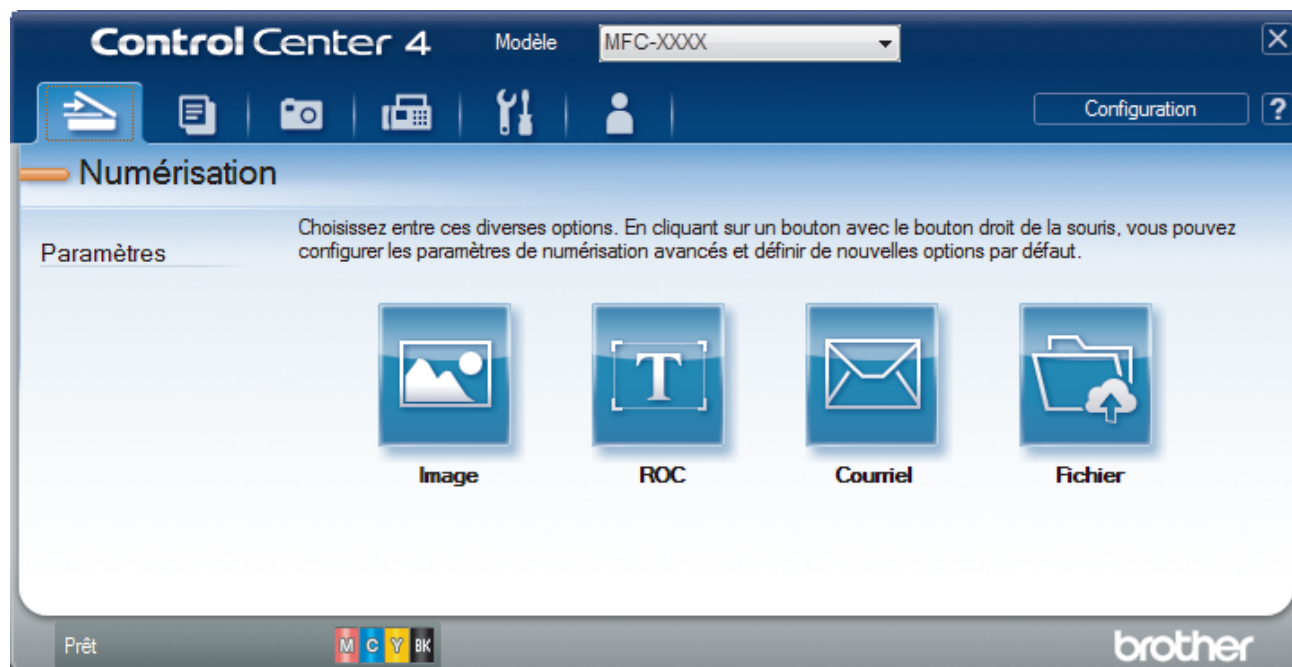 ControlCenter 4 Modèle MFC-XXXX
Configuration ?
Numérisation
Paramètres
Choisissez entre ces diverses options. En cliquant sur un bouton avec le bouton droit de la souris, vous pouvez
configurer les paramètres de numérisation avancés et définir de nouvelles options par défaut.
T
Image ROC Courriel Fichier
Prêt M C Y BK brother